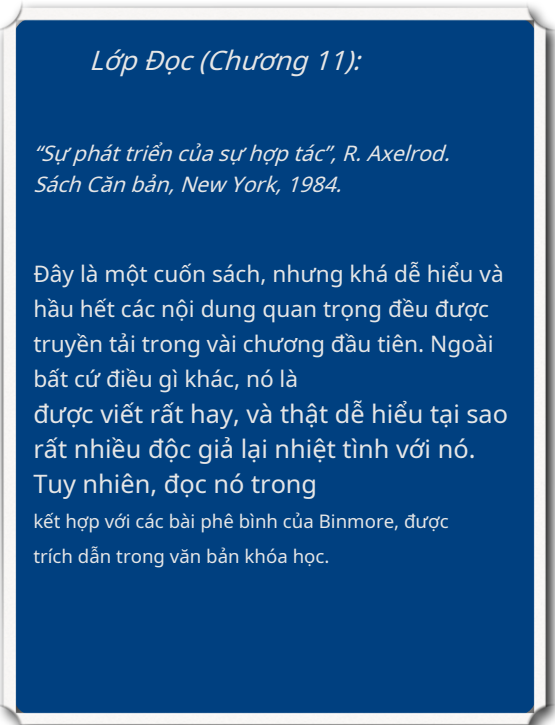 Lớp Đọc (Chương 11):
“Sự phát triển của sự hợp tác”, R. Axelrod.
Sách Căn bản, New York, 1984.
Đây là một cuốn sách, nhưng khá dễ hiểu và
hầu hết các nội dung quan trọng đều được
truyền tải trong vài chương đầu tiên. Ngoài
bất cứ điều gì khác, nó là
được viết rất hay, và thật dễ hiểu tại sao
rất nhiều độc giả lại nhiệt tình với nó.
Tuy nhiên, đọc nó trong
kết hợp với các bài phê bình của Binmore, được
trích dẫn trong văn bản khóa học.